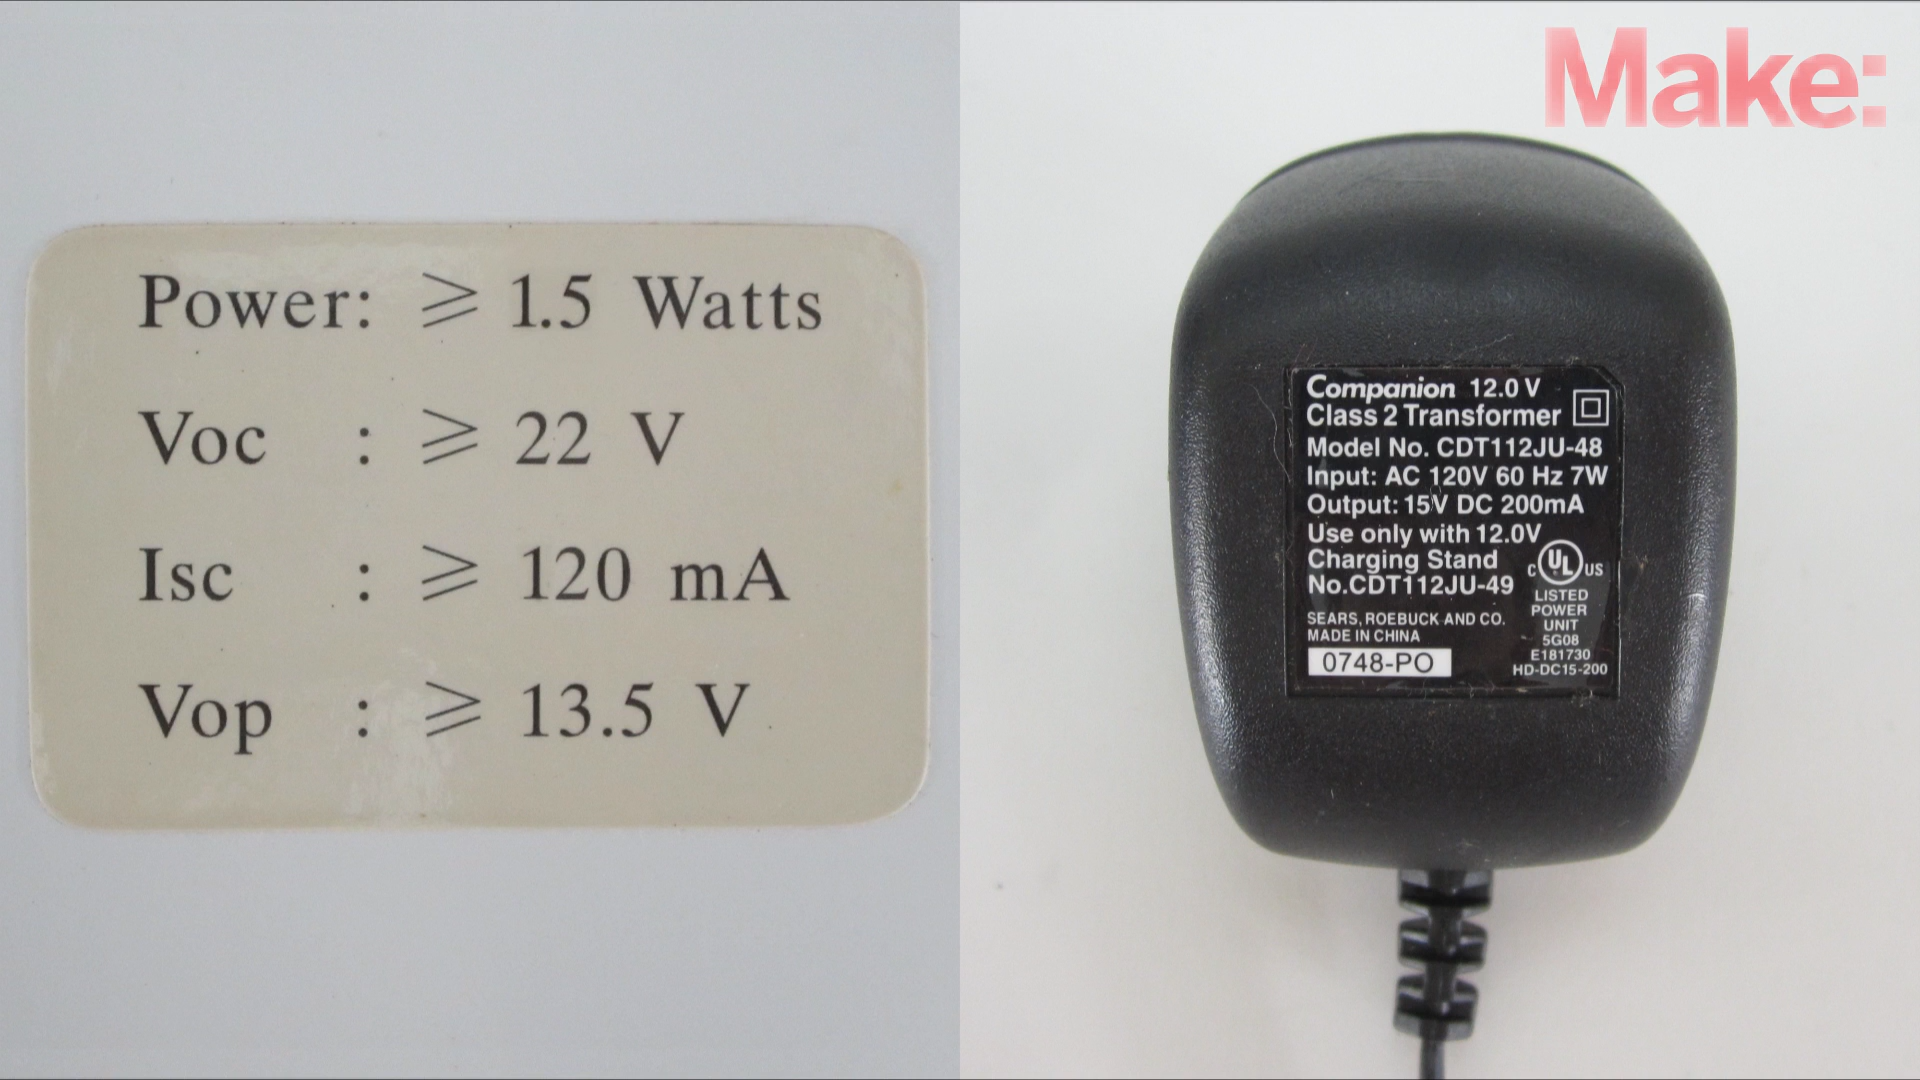 Power: ⩾ 1.5 Watts
Voc : ⩾ 22 V
Isc : ⩾ 120 mA
Vop : ⩾ 13.5 V
Make:
Companion 12.0 V
Class 2 Transformer
Model No. CDT112JU-48
Input: AC 120V 60 Hz 7W
Output: 15V DC 200mA
Use only with 12.0V
Charging Stand
No.CDT112JU-49
SEARS, ROEBUCK AND CO.
MADE IN CHINA
0748-PO
C UL US
LISTED
POWER
UNIT
5G08
E181730
HD-DC15-200